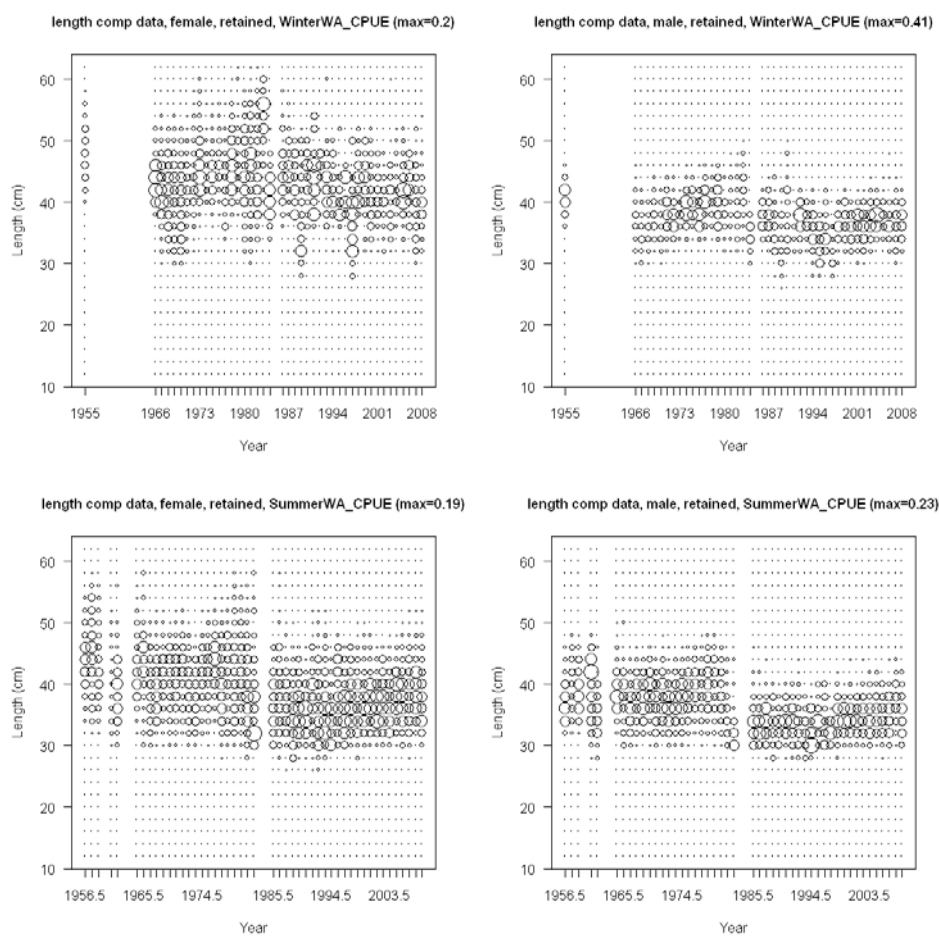 length comp data, female, retained, WinterWA_CPUE (max=0.2)
60
50
40
30
20
10
Length (cm)
1955 1966 1973 1980 1987 1994 2001 2008
Year
length comp data, male, retained, WinterWA_CPUE (max=0.41)
60
50
40
30
20
10
Length (cm)
1955 1966 1973 1980 1987 1994 2001 2008
Year
length comp data, female, retained, SummerWA_CPUE (max=0.19)
60
50
40
30
20
10
Length (cm)
1956.5 1965.5 1974.5 1985.5 1994.5 2003.5
Year
length comp data, male, retained, SummerWA_CPUE (max=0.23)
60
50
40
30
20
10
Length (cm)
1956.5 1965.5 1974.5 1985.5 1994.5 2003.5
Year